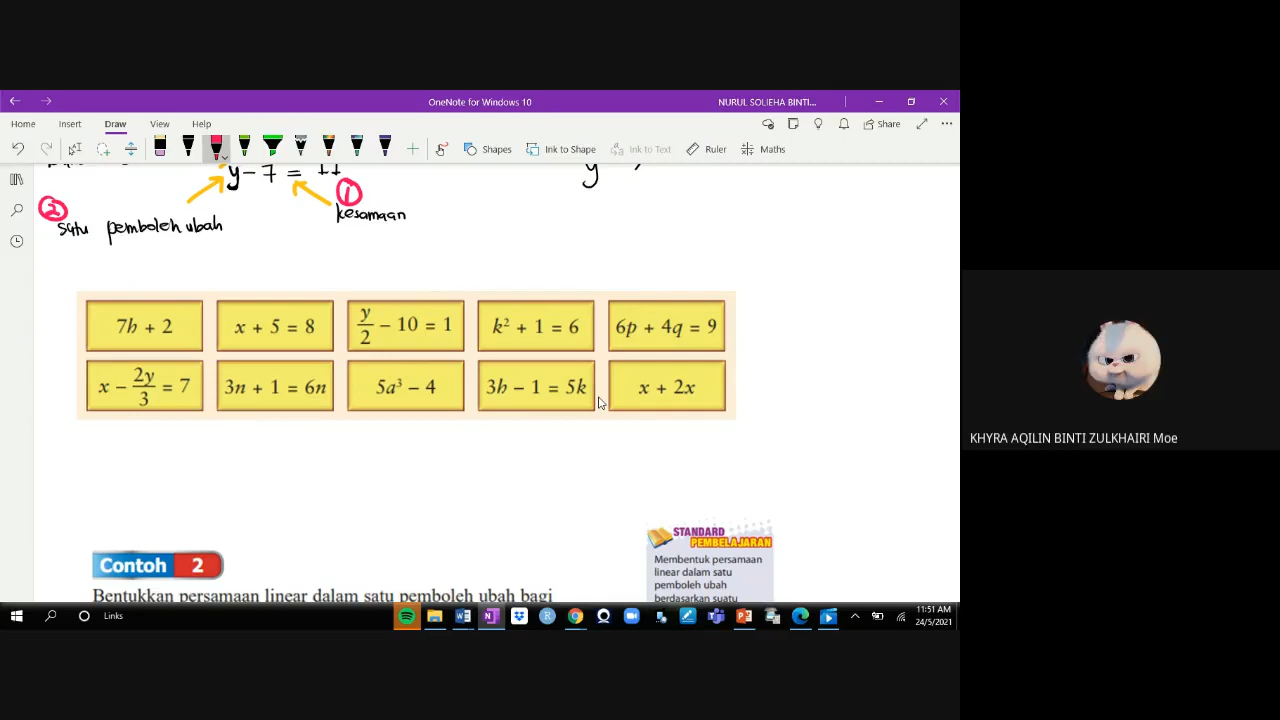 OneNote for Windows 10
NURUL SOLIEHA BINTI...
Home Insert Draw View Help
Share
Shapes Ink to Shape Ink to Text Ruler Maths
y - 7 =
② satu pemboleh ubah
① kesamaan
7h + 2
x + 5 = 8
y/2 − 10 = 1
k² + 1 = 6
6p + 4q = 9
x − 2y/3 = 7
3n + 1 = 6n
5a³ − 4
3h − 1 = 5k
x + 2x
Contoh 2
Bentukkan persamaan linear dalam satu pemboleh ubah bagi
STANDARD
PEMBELAJARAN
Membentuk persamaan
linear dalam satu
pemboleh ubah
berdasarkan suatu
Links
11:51 AM
24/5/2021
KHYRA AQILIN BINTI ZULKHAIRI Moe